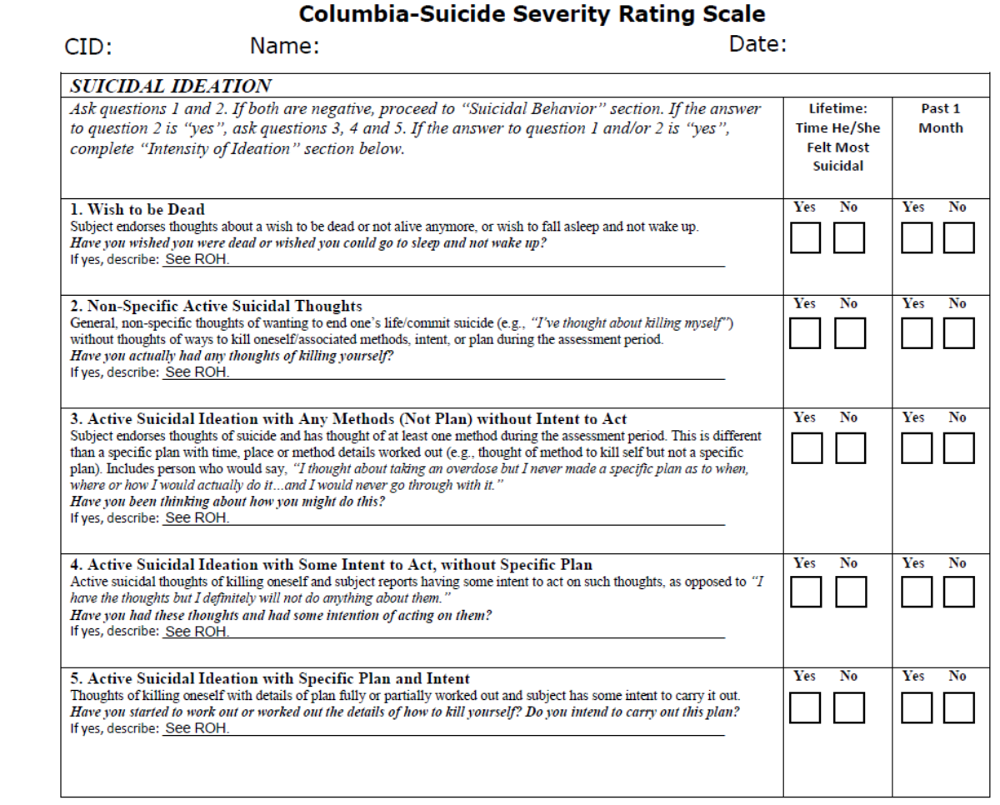 Columbia-Suicide Severity Rating Scale
CID: Name: Date:
SUICIDAL IDEATION
Ask questions 1 and 2. If both are negative, proceed to “Suicidal Behavior” section. If the answer
to question 2 is “yes”, ask questions 3, 4 and 5. If the answer to question 1 and/or 2 is “yes”,
complete “Intensity of Ideation” section below.
Lifetime:
Time He/She
Felt Most
Suicidal
Past 1
Month
1. Wish to be Dead
Subject endorses thoughts about a wish to be dead or not alive anymore, or wish to fall asleep and not wake up.
Have you wished you were dead or wished you could go to sleep and not wake up?
If yes, describe: See ROH.
Yes No Yes No
2. Non-Specific Active Suicidal Thoughts
General, non-specific thoughts of wanting to end one’s life/commit suicide (e.g., “I’ve thought about killing myself”)
without thoughts of ways to kill oneself/associated methods, intent, or plan during the assessment period.
Have you actually had any thoughts of killing yourself?
If yes, describe: See ROH.
Yes No Yes No
3. Active Suicidal Ideation with Any Methods (Not Plan) without Intent to Act
Subject endorses thoughts of suicide and has thought of at least one method during the assessment period. This is different
than a specific plan with time, place or method details worked out (e.g., thought of method to kill self but not a specific
plan). Includes person who would say, “I thought about taking an overdose but I never made a specific plan as to when,
where or how I would actually do it…and I would never go through with it.”
Have you been thinking about how you might do this?
If yes, describe: See ROH.
Yes No Yes No
4. Active Suicidal Ideation with Some Intent to Act, without Specific Plan
Active suicidal thoughts of killing oneself and subject reports having some intent to act on such thoughts, as opposed to “I
have the thoughts but I definitely will not do anything about them.”
Have you had these thoughts and had some intention of acting on them?
If yes, describe: See ROH.
Yes No Yes No
5. Active Suicidal Ideation with Specific Plan and Intent
Thoughts of killing oneself with details of plan fully or partially worked out and subject has some intent to carry it out.
Have you started to work out or worked out the details of how to kill yourself? Do you intend to carry out this plan?
If yes, describe: See ROH.
Yes No Yes No